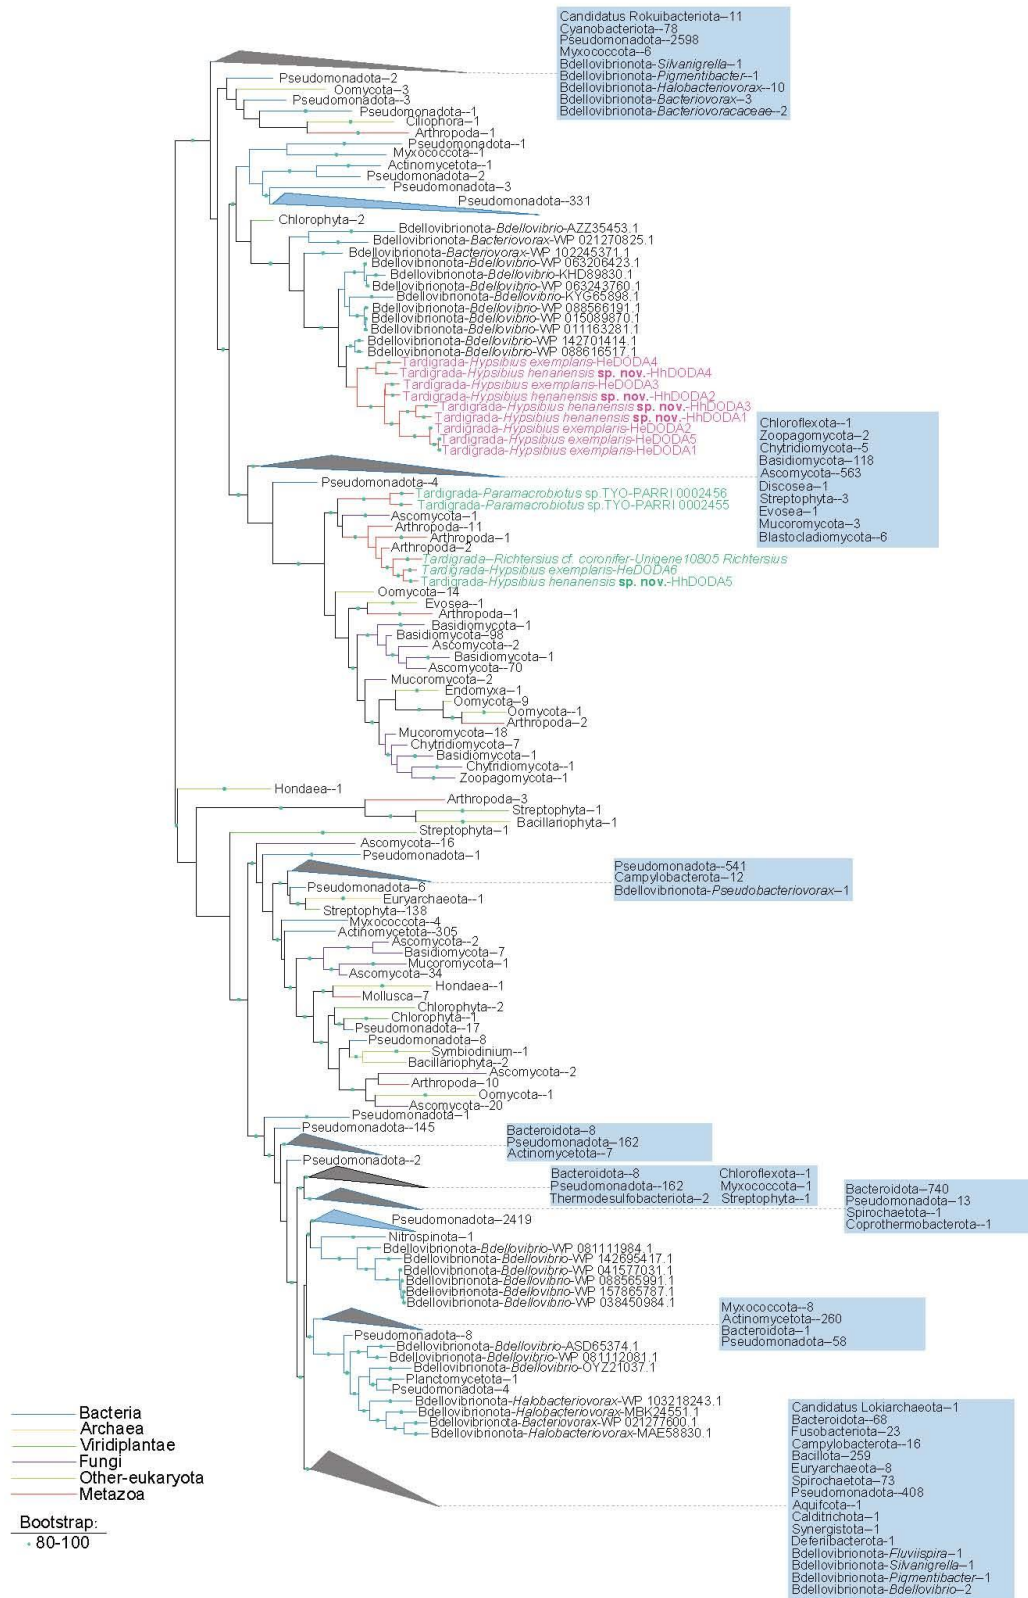 Candidatus Rokuibacteriota--11
Cyanobacteriota--78
Pseudomonadota--2598
Myxococcota--6
Bdellovibrionota-Silvanigrella--1
Bdellovibrionota-Pigmentibacter--1
Bdellovibrionota-Halobacteriovorax--10
Bdellovibrionota-Bacteriovorax--3
Bdellovibrionota-Bacteriovoracaceae--2
Pseudomonadota--2
Oomycota--3
Pseudomonadota--3
Pseudomonadota--1
Ciliophora--1
Arthropoda--1
Pseudomonadota--1
Myxococcota--1
Actinomycetota--1
Pseudomonadota--2
Pseudomonadota--3
Pseudomonadota--331
Chlorophyta--2
Bdellovibrionota-Bdellovibrio-AZZ35453.1
Bdellovibrionota-Bacteriovorax-WP 021270825.1
Bdellovibrionota-Bacteriovorax-WP 102245371.1
Bdellovibrionota-Bdellovibrio-WP 063206423.1
Bdellovibrionota-Bdellovibrio-KHD89830.1
Bdellovibrionota-Bdellovibrio-WP 063243760.1
Bdellovibrionota-Bdellovibrio-KYG65898.1
Bdellovibrionota-Bdellovibrio-WP 088566191.1
Bdellovibrionota-Bdellovibrio-WP 015089870.1
Bdellovibrionota-Bdellovibrio-WP 011163281.1
Bdellovibrionota-Bdellovibrio-WP 142701414.1
Bdellovibrionota-Bdellovibrio-WP 088616517.1
Tardigrada-Hypsibius exemplaris-HeDODA4
Tardigrada-Hypsibius henanensis sp. nov.-HhDODA4
Tardigrada-Hypsibius exemplaris-HeDODA3
Tardigrada-Hypsibius henanensis sp. nov.-HhDODA2
Tardigrada-Hypsibius henanensis sp. nov.-HhDODA3
Tardigrada-Hypsibius henanensis sp. nov.-HhDODA1
Tardigrada-Hypsibius exemplaris-HeDODA2
Tardigrada-Hypsibius exemplaris-HeDODA5
Tardigrada-Hypsibius exemplaris-HeDODA1
Chloroflexota--1
Zoopagomycota--2
Chytridiomycota--5
Basidiomycota--118
Ascomycota--563
Discosea--1
Streptophyta--3
Evosea--1
Mucoromycota--3
Blastocladiomycota--6
Pseudomonadota--4
Tardigrada-Paramacrobiotus sp.TYO-PARRI 0002456
Tardigrada-Paramacrobiotus sp.TYO-PARRI 0002455
Ascomycota--1
Arthropoda--11
Arthropoda--1
Arthropoda--2
Tardigrada--Richtersius cf. coronifer-Unigene10805 Richtersius
Tardigrada-Hypsibius exemplaris-HeDODA6
Tardigrada-Hypsibius henanensis sp. nov.-HhDODA5
Oomycota--14
Evosea--1
Arthropoda--1
Basidiomycota--1
Basidiomycota--98
Ascomycota--2
Basidiomycota--1
Ascomycota--70
Mucoromycota--2
Endomyxa--1
Oomycota--9
Oomycota--1
Arthropoda--2
Mucoromycota--18
Chytridiomycota--7
Basidiomycota--1
Chytridiomycota--1
Zoopagomycota--1
Hondaea--1
Arthropoda--3
Streptophyta--1
Bacillariophyta--1
Streptophyta--1
Ascomycota--16
Pseudomonadota--1
Pseudomonadota--541
Campylobacterota--12
Bdellovibrionota-Pseudobacteriovorax--1
Pseudomonadota--6
Euryarchaeota--1
Streptophyta--138
Myxococcota--4
Actinomycetota--305
Ascomycota--2
Basidiomycota--7
Mucoromycota--1
Ascomycota--34
Hondaea--1
Mollusca--7
Chlorophyta--2
Chlorophyta--1
Pseudomonadota--17
Pseudomonadota--8
Symbiodinium--1
Bacillariophyta--2
Ascomycota--2
Arthropoda--10
Oomycota--1
Ascomycota--20
Pseudomonadota--1
Pseudomonadota--145
Bacteroidota--8
Pseudomonadota--162
Actinomycetota--7
Pseudomonadota--2
Bacteroidota--8 Chloroflexota--1
Pseudomonadota--162 Myxococcota--1
Thermodesulfobacteriota--2 Streptophyta--1
Bacteroidota--740
Pseudomonadota--13
Spirochaetota--1
Coprothermobacterota--1
Pseudomonadota--2419
Nitrospinota--1
Bdellovibrionota-Bdellovibrio-WP 081111984.1
Bdellovibrionota-Bdellovibrio-WP 142695417.1
Bdellovibrionota-Bdellovibrio-WP 041577031.1
Bdellovibrionota-Bdellovibrio-WP 088565991.1
Bdellovibrionota-Bdellovibrio-WP 157865787.1
Bdellovibrionota-Bdellovibrio-WP 038450984.1
Myxococcota--8
Actinomycetota--260
Bacteroidota--1
Pseudomonadota--58
Pseudomonadota--8
Bdellovibrionota-Bdellovibrio-ASD65374.1
Bdellovibrionota-Bdellovibrio-WP 081112081.1
Bdellovibrionota-Bdellovibrio-OYZ21037.1
Planctomycetota--1
Pseudomonadota--4
Bdellovibrionota-Halobacteriovorax-WP 103218243.1
Bdellovibrionota-Halobacteriovorax-MBK24551.1
Bdellovibrionota-Bacteriovorax-WP 021277600.1
Bdellovibrionota-Halobacteriovorax-MAE58830.1
Candidatus Lokiarchaeota--1
Bacteroidota--68
Fusobacteriota--23
Campylobacterota--16
Bacillota--259
Euryarchaeota--8
Spirochaetota--73
Pseudomonadota--408
Aquifcota--1
Calditrichota--1
Synergistota--1
Deferribacterota-1
Bdellovibrionota-Fluviispira--1
Bdellovibrionota-Silvanigrella--1
Bdellovibrionota-Pigmentibacter--1
Bdellovibrionota-Bdellovibrio--2
Bacteria
Archaea
Viridiplantae
Fungi
Other-eukaryota
Metazoa
Bootstrap:
80-100